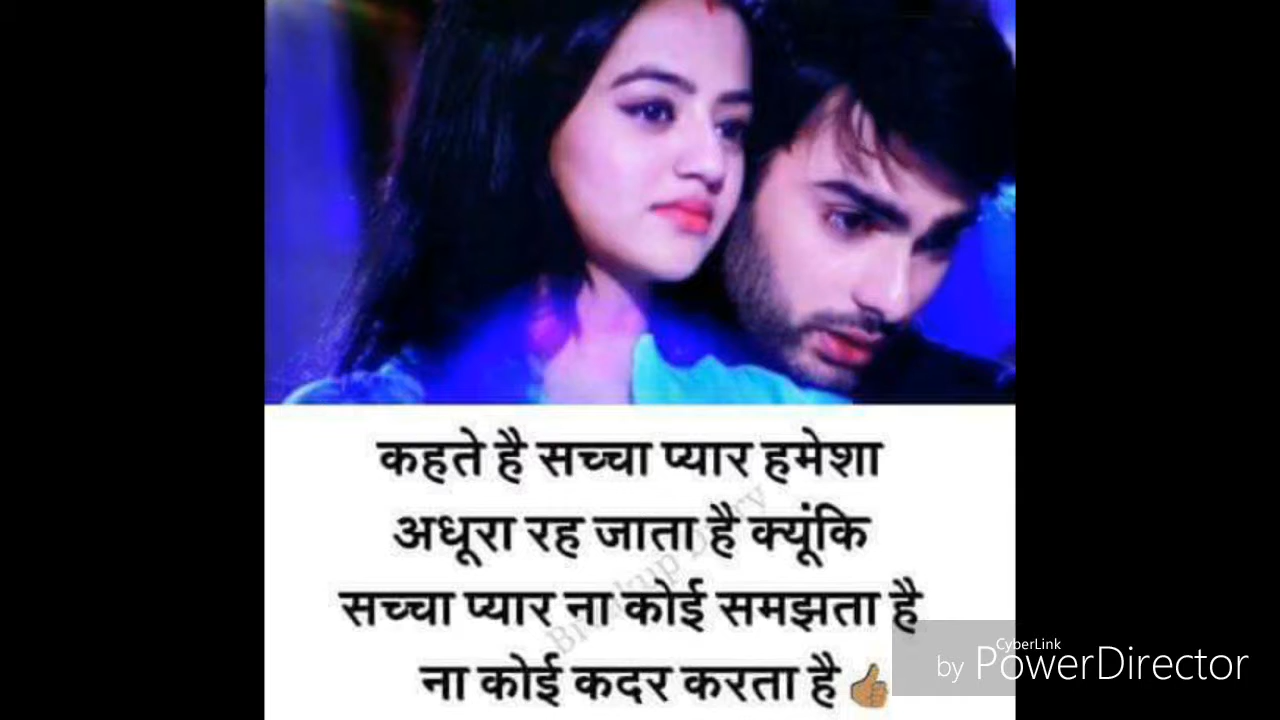 कहते है सच्चा प्यार हमेशा
अधूरा रह जाता है क्यूंकि
सच्चा प्यार ना कोई समझता है
ना कोई कदर करता है👍🏽
CyberLink
by PowerDirector